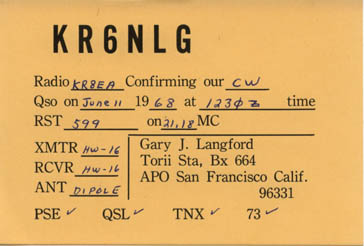 KR6NLG
Radio KR8EA Confirming our CW
Qso on June 11 1968 at 123Øz time
RST 599 on 21.18 MC
XMTR HW-16
RCVR HW-16
ANT DIPOLE
Gary J. Langford
Torii Sta, Bx 664
APO San Francisco Calif.
96331
PSE ✓ QSL ✓ TNX ✓ 73 ✓